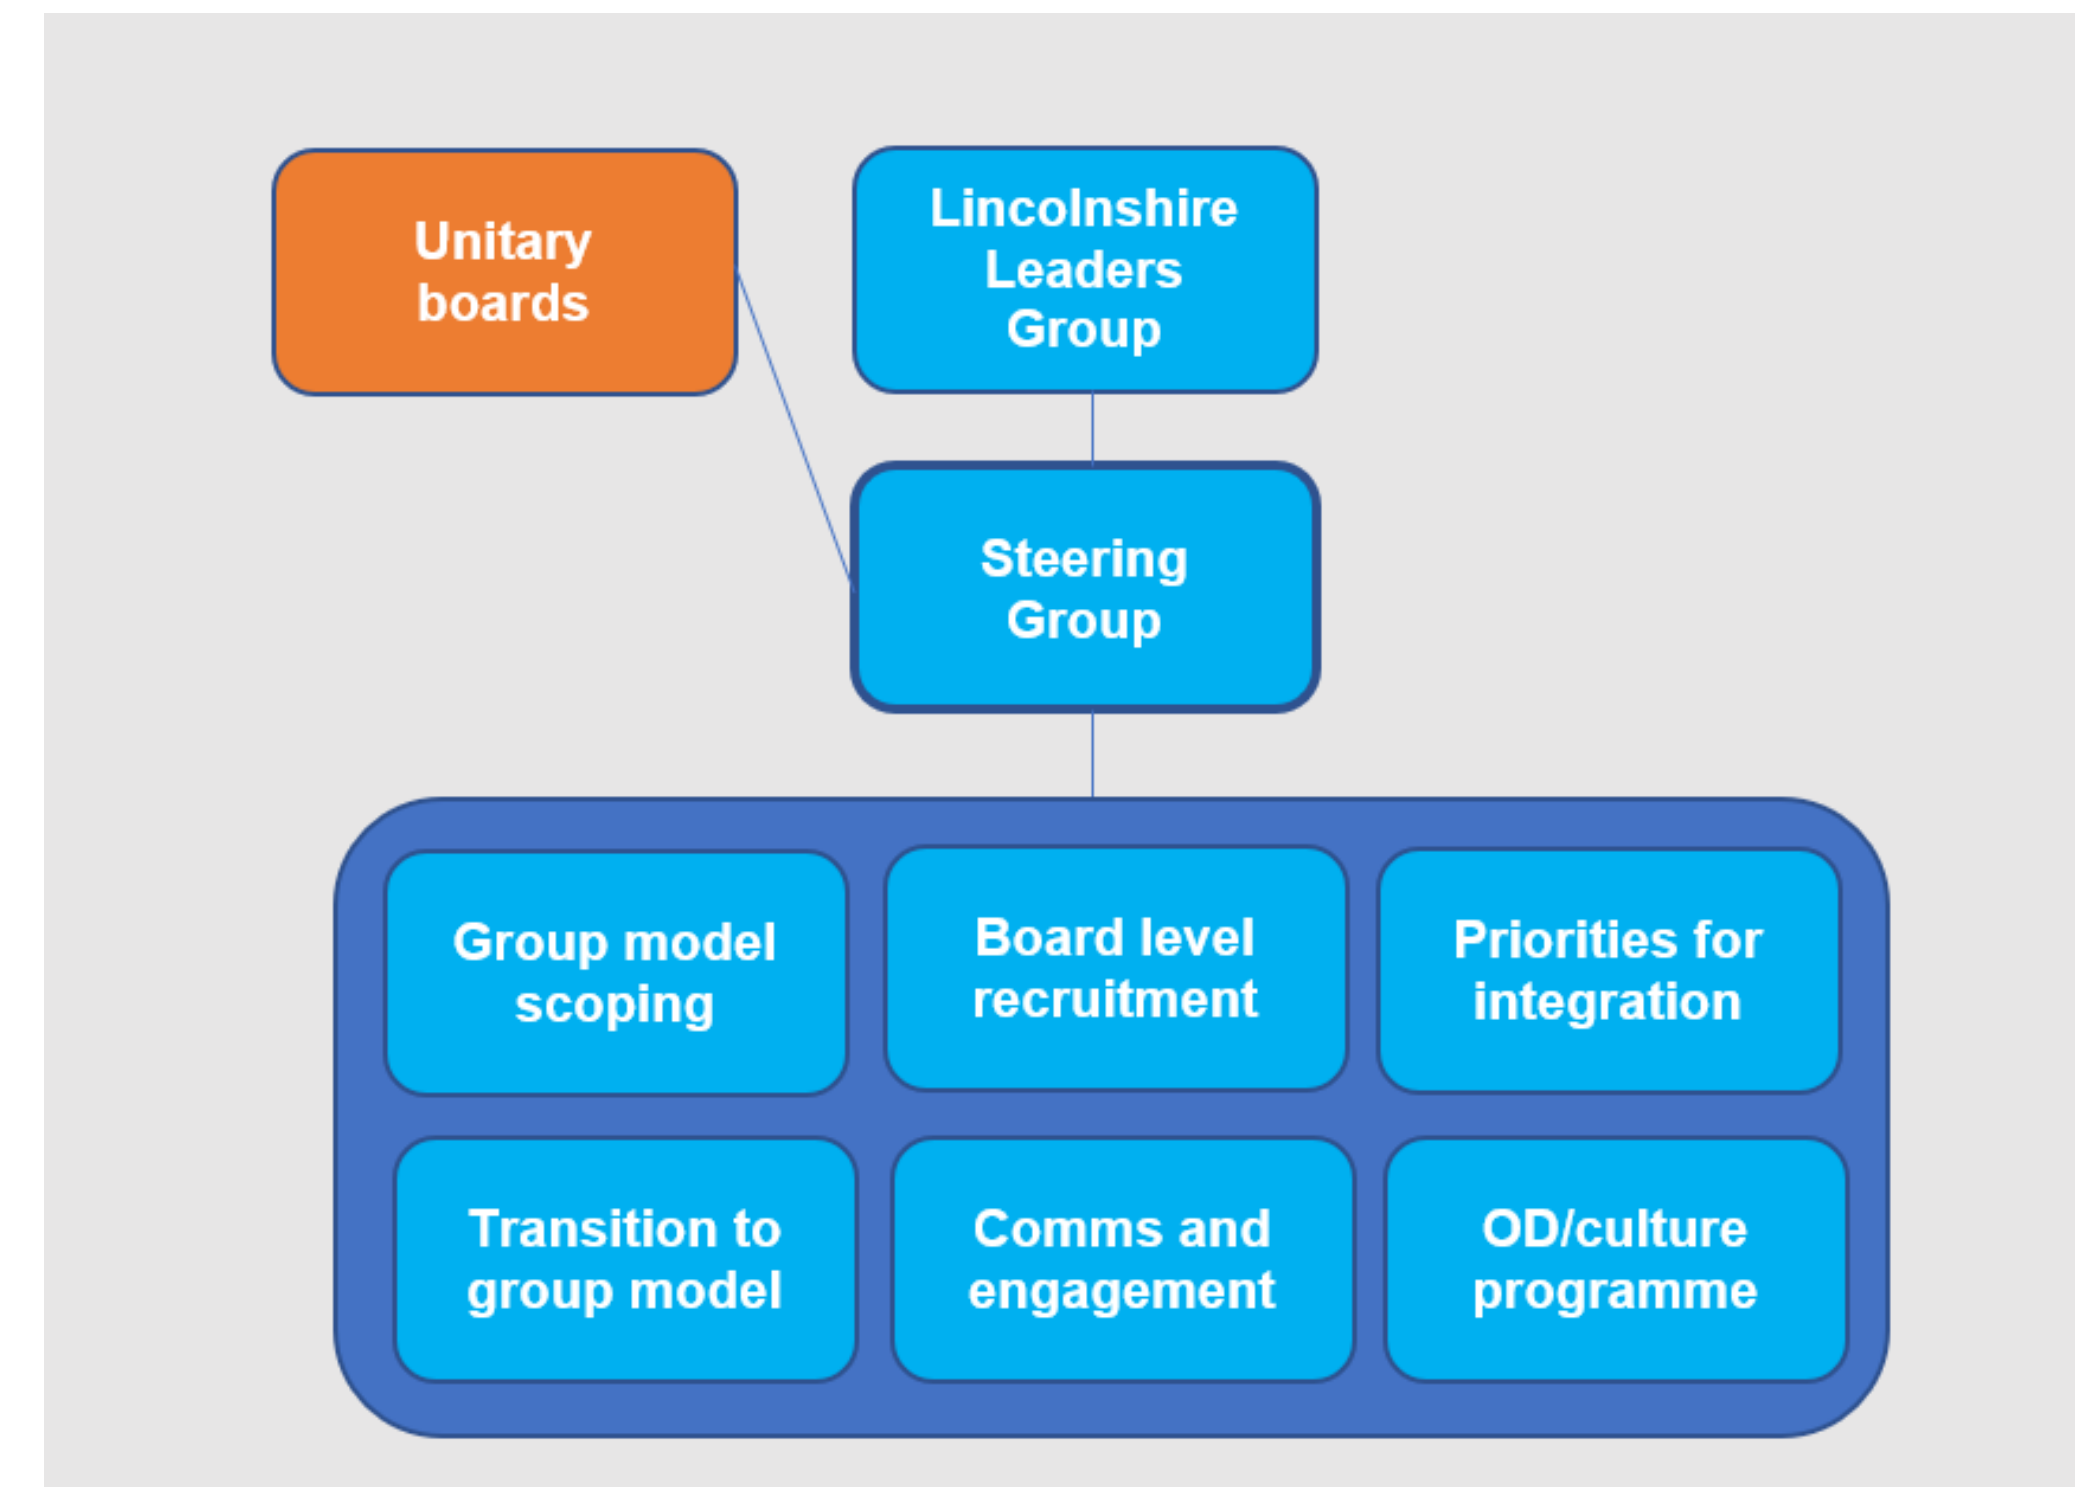 Unitary
boards
Lincolnshire
Leaders
Group
Steering
Group
Group model
scoping
Board level
recruitment
Priorities for
integration
Transition to
group model
Comms and
engagement
OD/culture
programme